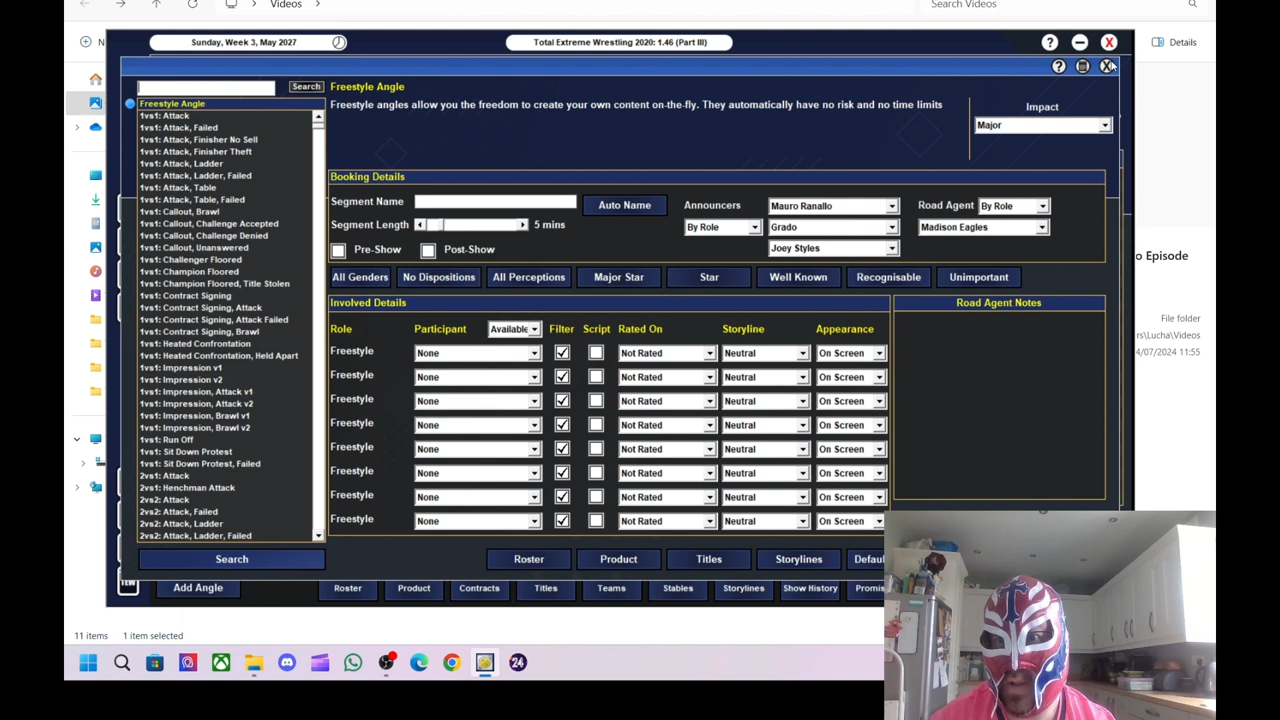 Videos
Search Videos
Sunday, Week 3, May 2027
Total Extreme Wrestling 2020: 1.46 (Part III)
?
X
N
Details
? X
Search
Freestyle Angle
Freestyle Angle
Freestyle angles allow you the freedom to create your own content on-the-fly. They automatically have no risk and no time limits
Impact
Major
1vs1: Attack
1vs1: Attack, Failed
1vs1: Attack, Finisher No Sell
1vs1: Attack, Finisher Theft
1vs1: Attack, Ladder
1vs1: Attack, Ladder, Failed
1vs1: Attack, Table
1vs1: Attack, Table, Failed
1vs1: Callout, Brawl
1vs1: Callout, Challenge Accepted
1vs1: Callout, Challenge Denied
1vs1: Callout, Unanswered
1vs1: Challenger Floored
1vs1: Champion Floored
1vs1: Champion Floored, Title Stolen
1vs1: Contract Signing
1vs1: Contract Signing, Attack
1vs1: Contract Signing, Attack Failed
1vs1: Contract Signing, Brawl
1vs1: Heated Confrontation
1vs1: Heated Confrontation, Held Apart
1vs1: Impression v1
1vs1: Impression v2
1vs1: Impression, Attack v1
1vs1: Impression, Attack v2
1vs1: Impression, Brawl v1
1vs1: Impression, Brawl v2
1vs1: Run Off
1vs1: Sit Down Protest
1vs1: Sit Down Protest, Failed
2vs1: Attack
2vs1: Henchman Attack
2vs2: Attack
2vs2: Attack, Failed
2vs2: Attack, Ladder
2vs2: Attack, Ladder, Failed
Search
Booking Details
Segment Name
Auto Name
Announcers
Mauro Ranallo
Road Agent
By Role
Segment Length
5 mins
By Role
Grado
Madison Eagles
Pre-Show
Post-Show
Joey Styles
All Genders
No Dispositions
All Perceptions
Major Star
Star
Well Known
Recognisable
Unimportant
Involved Details
Road Agent Notes
Role
Participant
Available
Filter
Script
Rated On
Storyline
Appearance
Freestyle None Not Rated Neutral On Screen
Freestyle None Not Rated Neutral On Screen
Freestyle None Not Rated Neutral On Screen
Freestyle None Not Rated Neutral On Screen
Freestyle None Not Rated Neutral On Screen
Freestyle None Not Rated Neutral On Screen
Freestyle None Not Rated Neutral On Screen
Freestyle None Not Rated Neutral On Screen
Roster
Product
Titles
Storylines
Defau
Add Angle
Roster
Product
Contracts
Titles
Teams
Stables
Storylines
Show History
Promi
o Episode
File folder
rs\Lucha\Videos
4/07/2024 11:55
11 items
1 item selected
24